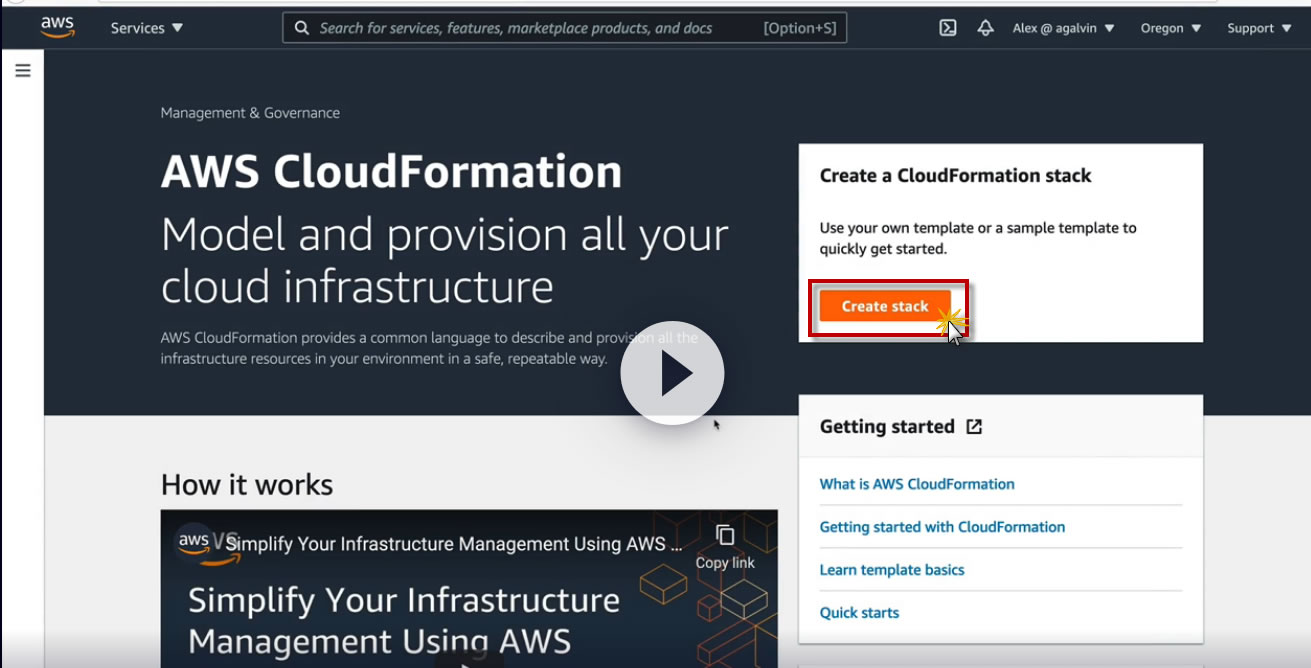 aws
Services
Search for services, features, marketplace products, and docs
[Option+S]
Alex @ agalvin
Oregon
Support
Management & Governance
AWS CloudFormation
Model and provision all your
cloud infrastructure
AWS CloudFormation provides a common language to describe and provision all the
infrastructure resources in your environment in a safe, repeatable way.
Create a CloudFormation stack
Use your own template or a sample template to
quickly get started.
Create stack
Getting started
What is AWS CloudFormation
Getting started with CloudFormation
Learn template basics
Quick starts
How it works
aws
Simplify Your Infrastructure Management Using AWS ...
Copy link
Simplify Your Infrastructure
Management Using AWS